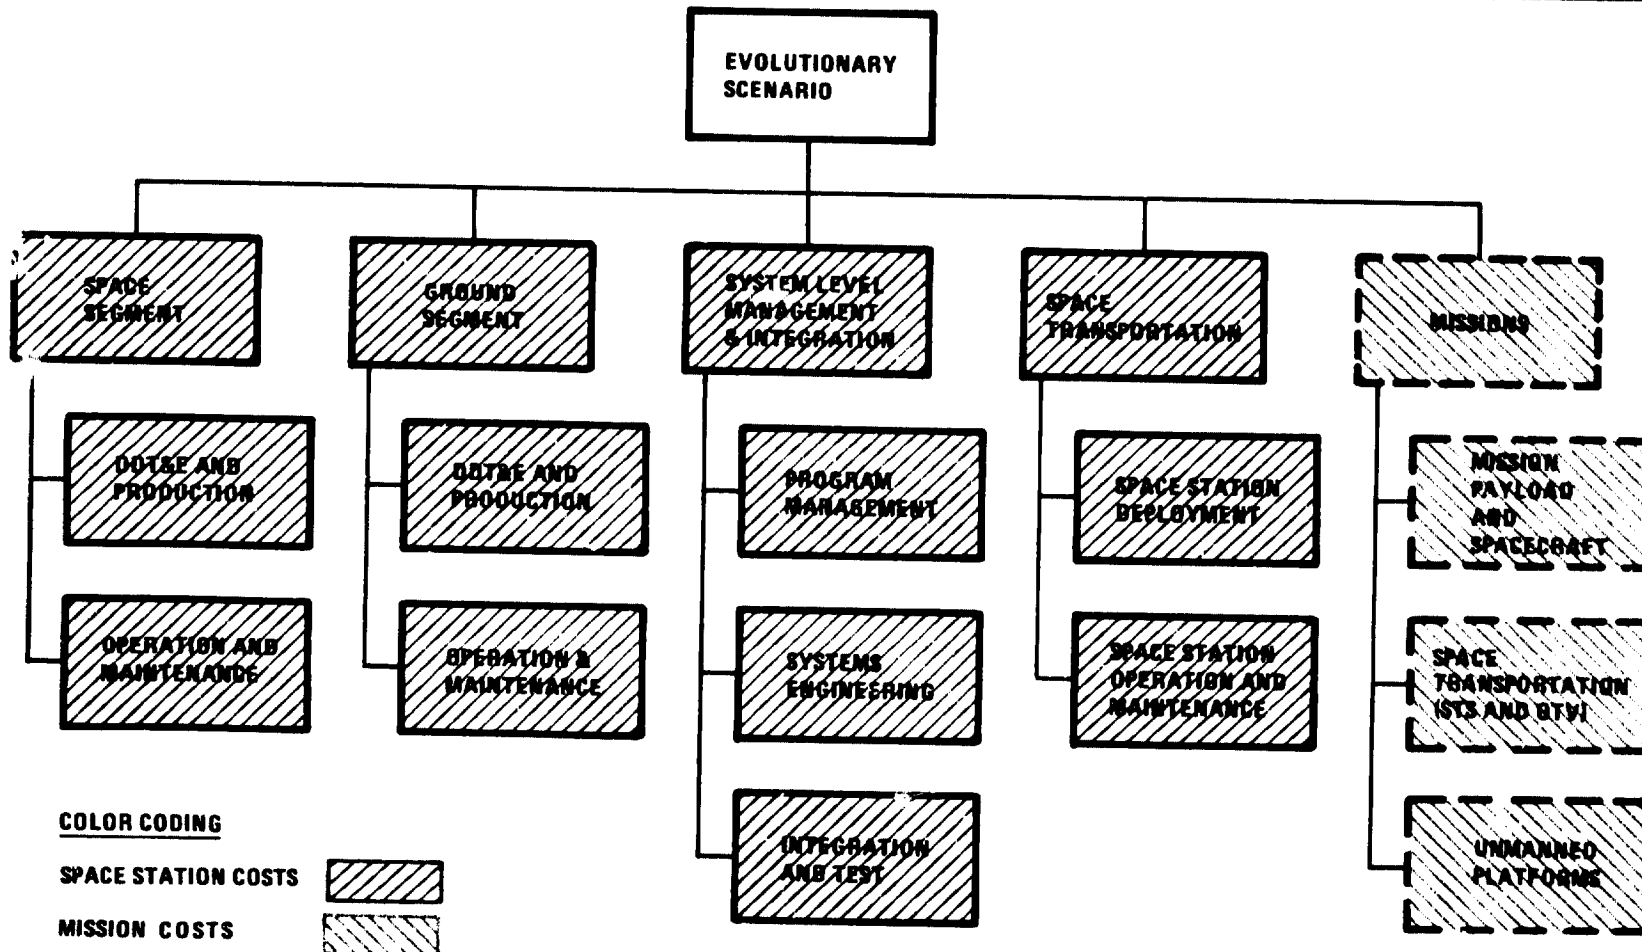 EVOLUTIONARY
SCENARIO
SPACE
SEGMENT
GROUND
SEGMENT
SYSTEM LEVEL
MANAGEMENT
& INTEGRATION
SPACE
TRANSPORTATION
MISSIONS
DDT&E AND
PRODUCTION
DDT&E AND
PRODUCTION
PROGRAM
MANAGEMENT
SPACE STATION
DEPLOYMENT
MISSION
PAYLOAD
AND
SPACECRAFT
OPERATION AND
MAINTENANCE
OPERATION &
MAINTENANCE
SYSTEMS
ENGINEERING
SPACE STATION
OPERATION AND
MAINTENANCE
SPACE
TRANSPORTATION
(STS AND OTV)
INTEGRATION
AND TEST
UNMANNED
PLATFORMS
COLOR CODING
SPACE STATION COSTS
MISSION COSTS